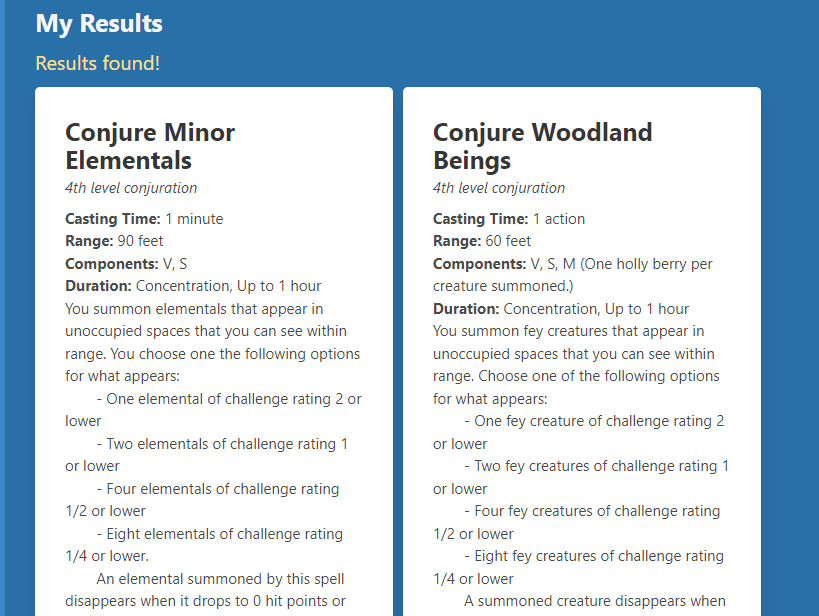 My Results
Results found!
Conjure Minor
Elementals
4th level conjuration
Casting Time: 1 minute
Range: 90 feet
Components: V, S
Duration: Concentration, Up to 1 hour
You summon elementals that appear in
unoccupied spaces that you can see within
range. You choose one the following options
for what appears:
- One elemental of challenge rating 2 or
lower
- Two elementals of challenge rating 1
or lower
- Four elementals of challenge rating
1/2 or lower
- Eight elementals of challenge rating
1/4 or lower.
An elemental summoned by this spell
disappears when it drops to 0 hit points or
Conjure Woodland
Beings
4th level conjuration
Casting Time: 1 action
Range: 60 feet
Components: V, S, M (One holly berry per
creature summoned.)
Duration: Concentration, Up to 1 hour
You summon fey creatures that appear in
unoccupied spaces that you can see within
range. Choose one of the following options
for what appears:
- One fey creature of challenge rating 2
or lower
- Two fey creatures of challenge rating 1
or lower
- Four fey creatures of challenge rating
1/2 or lower
- Eight fey creatures of challenge rating
1/4 or lower
A summoned creature disappears when